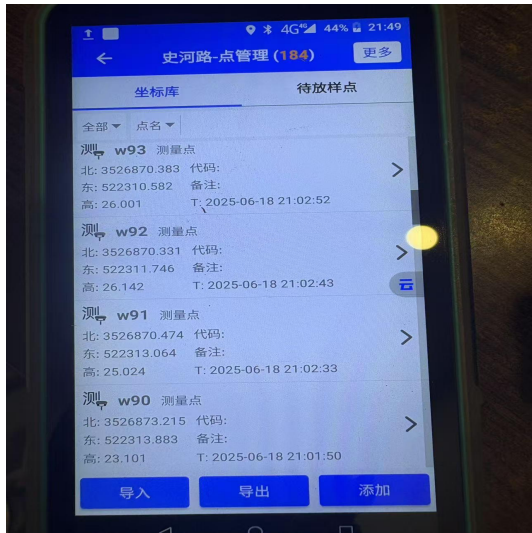 4G 4G 44% 21:49
史河路-点管理 (184) 更多
坐标库 待放样点
全部 点名
测 w93 测量点
北: 3526870.383 代码:
东: 522310.582 备注:
高: 26.001 T: 2025-06-18 21:02:52
测 w92 测量点
北: 3526870.331 代码:
东: 522311.746 备注:
高: 26.142 T: 2025-06-18 21:02:43
云
测 w91 测量点
北: 3526870.474 代码:
东: 522313.064 备注:
高: 25.024 T: 2025-06-18 21:02:33
测 w90 测量点
北: 3526873.215 代码:
东: 522313.883 备注:
高: 23.101 T: 2025-06-18 21:01:50
导入 导出 添加